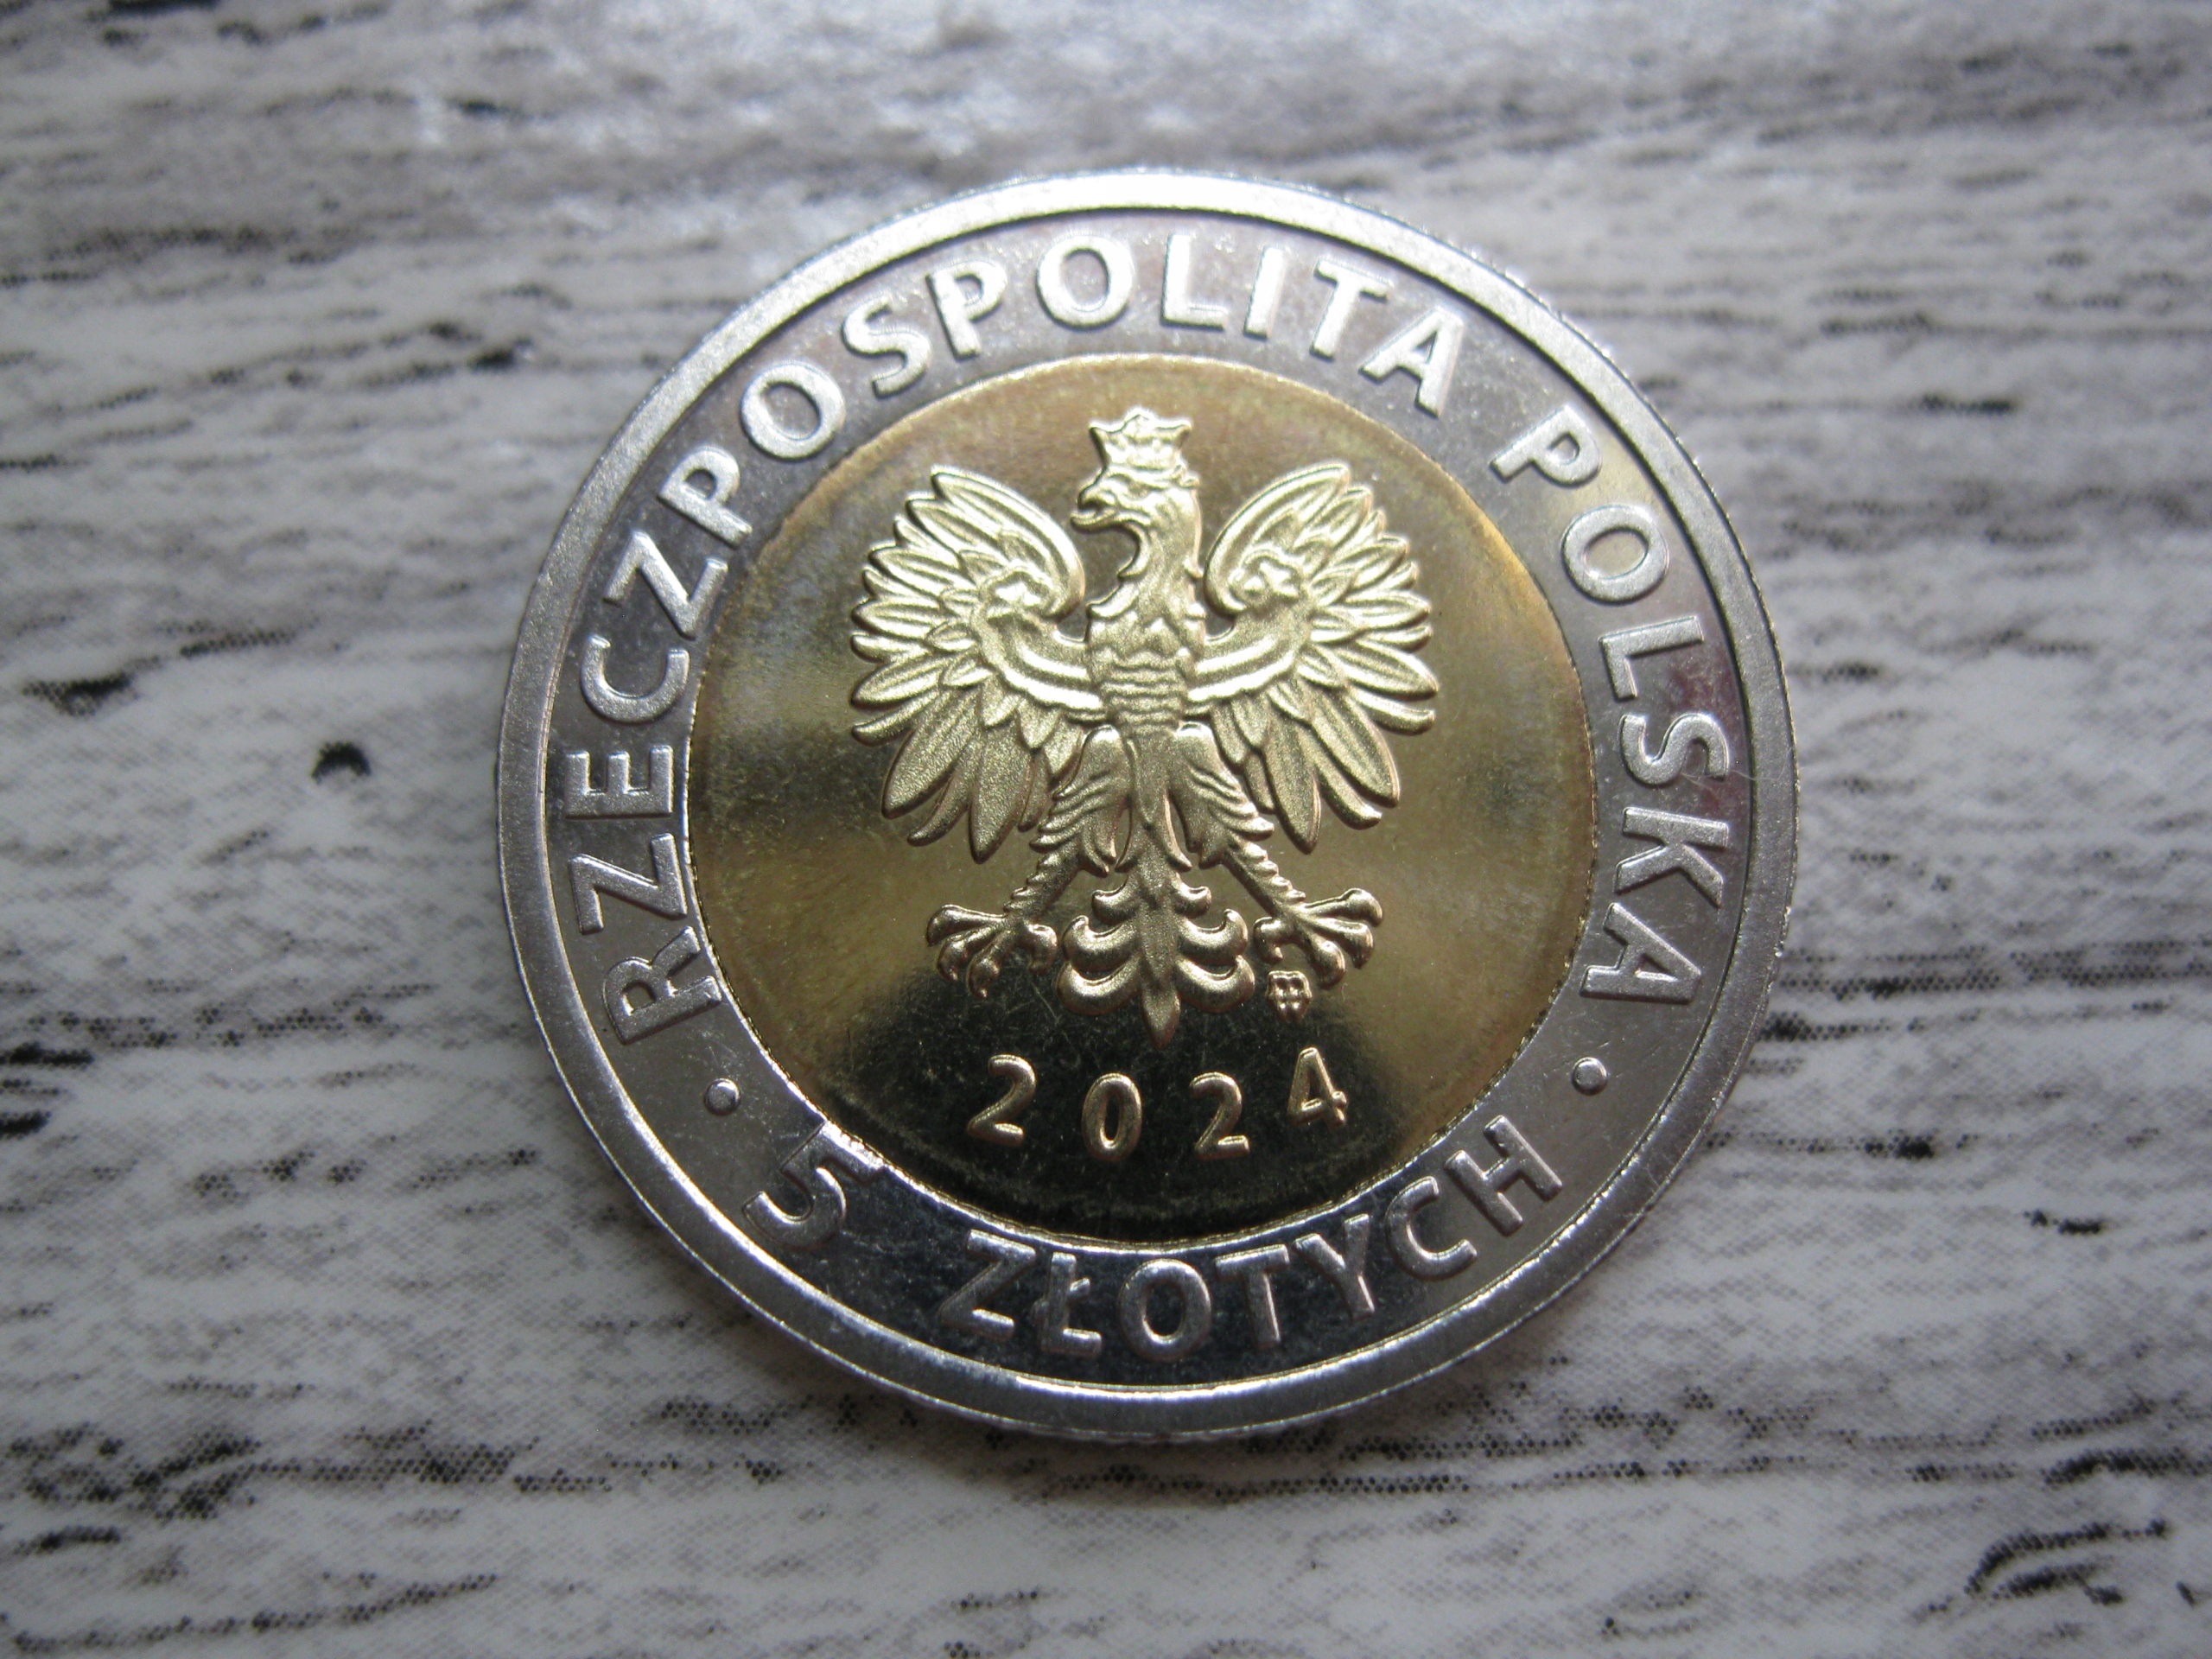 RZECZPOSPOLITA POLSKA
2024
• 5 ZŁOTYCH •